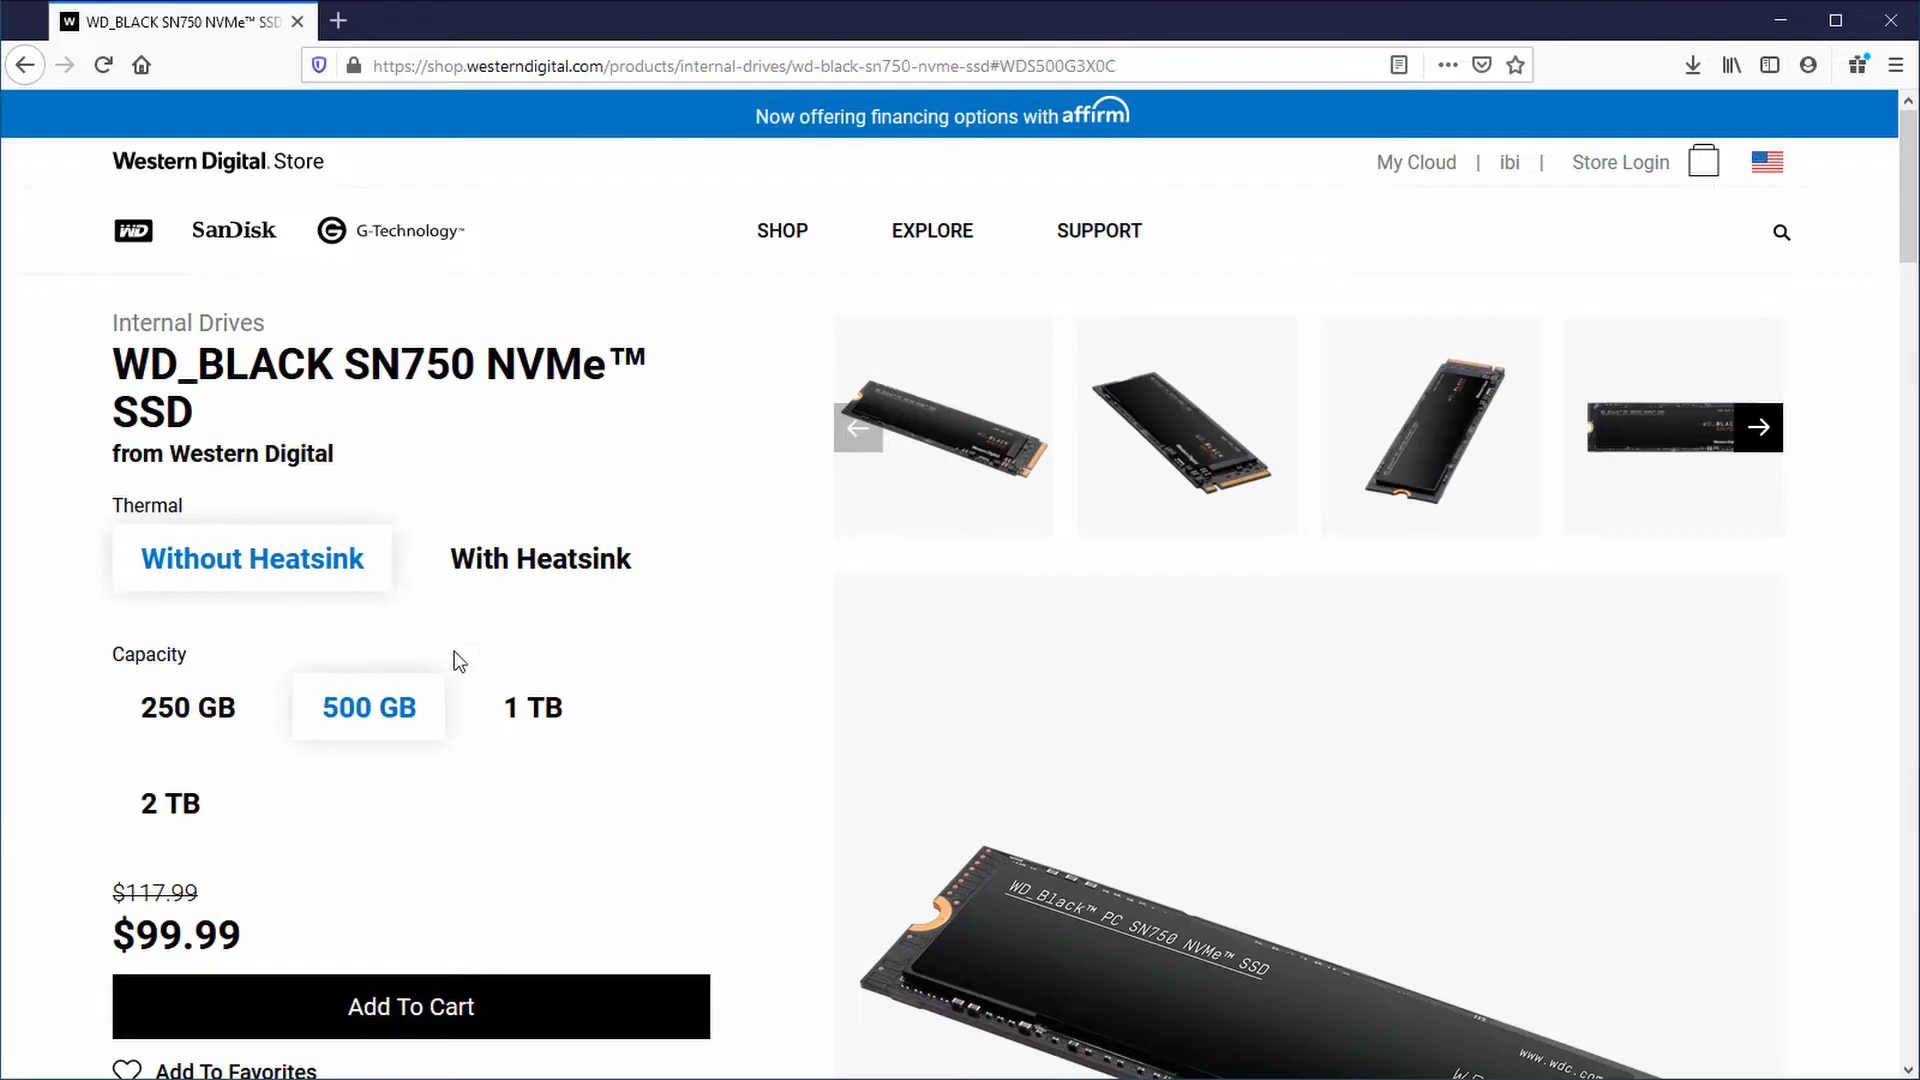 W WD_BLACK SN750 NVMe™ SSD
https://shop.westerndigital.com/products/internal-drives/wd-black-sn750-nvme-ssd#WDS500G3X0C
Now offering financing options with affirm
Western Digital. Store
My Cloud | ibi | Store Login
WD SanDisk G-Technology™
SHOP EXPLORE SUPPORT
Internal Drives
WD_BLACK SN750 NVMe™
SSD
from Western Digital
Thermal
Without Heatsink With Heatsink
Capacity
250 GB 500 GB 1 TB
2 TB
$117.99
$99.99
Add To Cart
Add To Favorites
WD_Black™ PC SN750 NVMe™ SSD
www.wdc.com